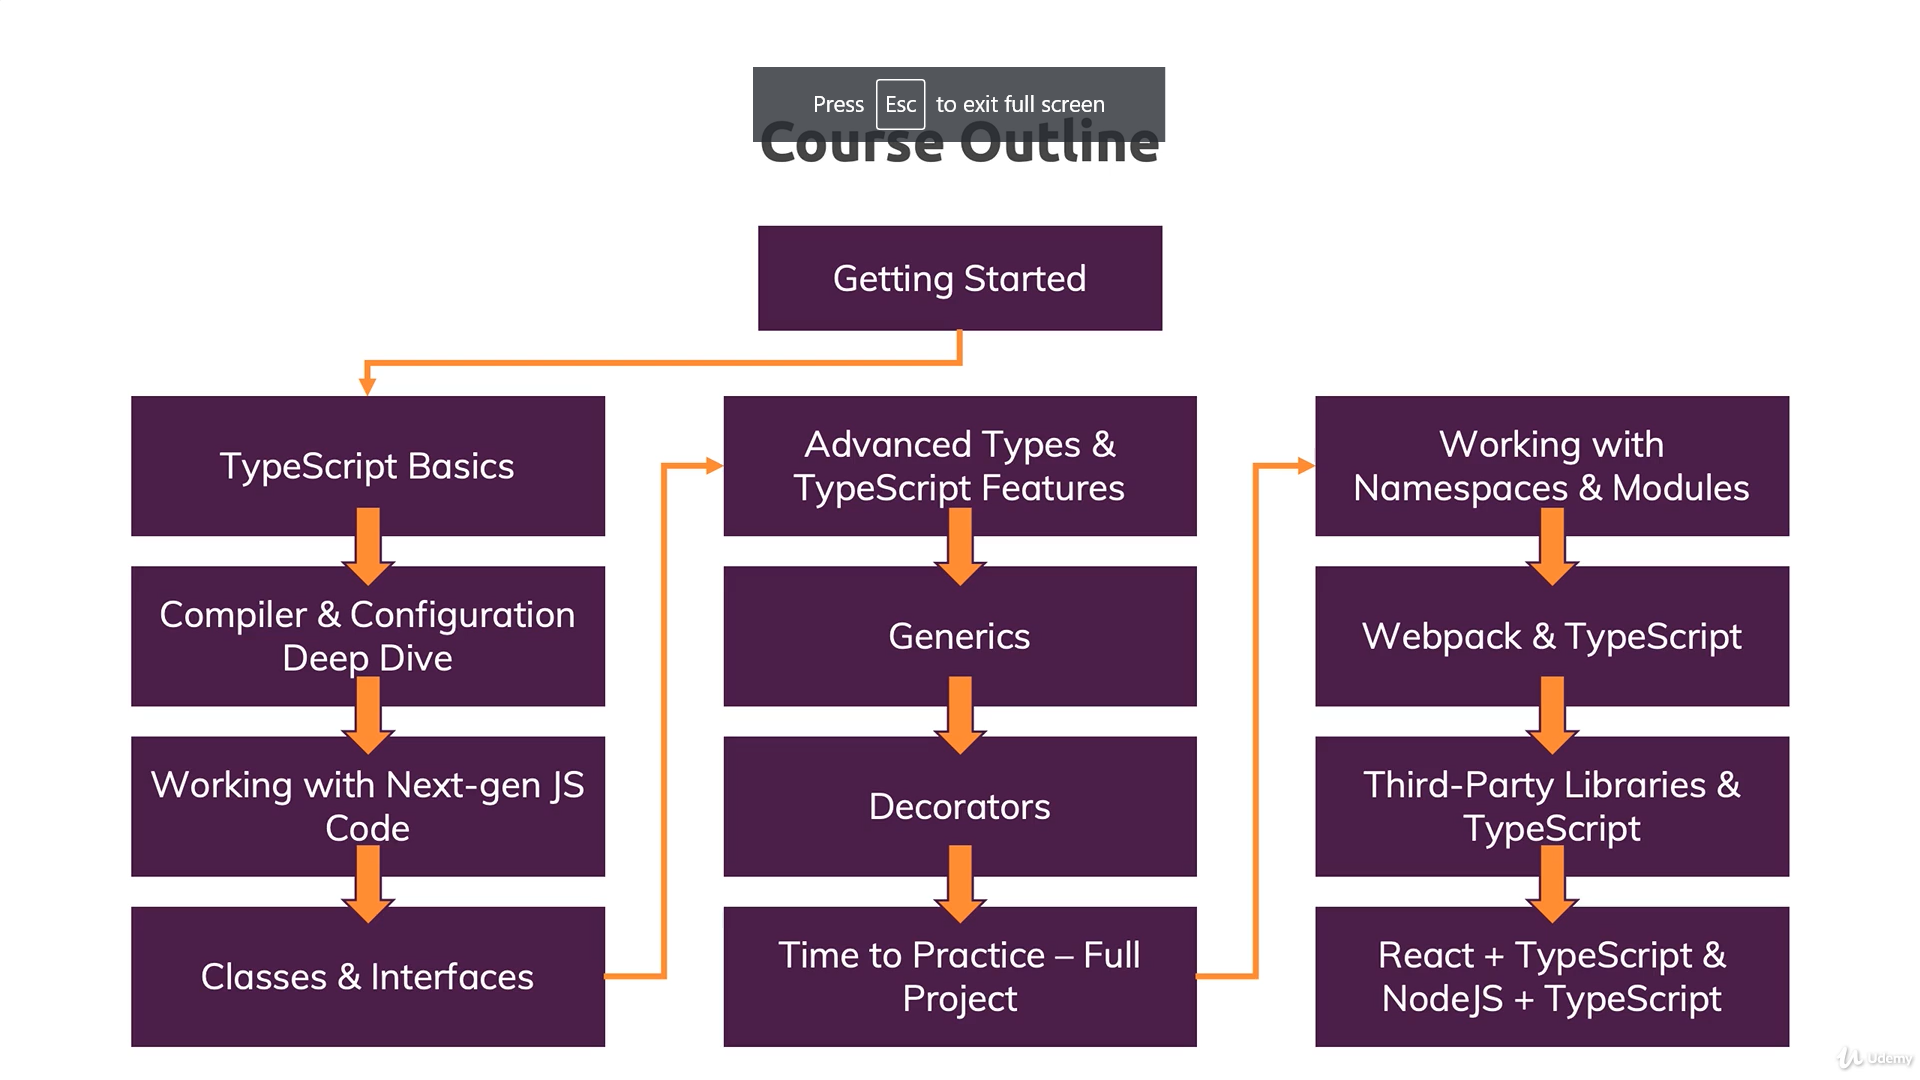 Press Esc to exit full screen
Course Outline
Getting Started
TypeScript Basics
Compiler & Configuration
Deep Dive
Working with Next-gen JS
Code
Classes & Interfaces
Advanced Types &
TypeScript Features
Generics
Decorators
Time to Practice – Full
Project
Working with
Namespaces & Modules
Webpack & TypeScript
Third-Party Libraries &
TypeScript
React + TypeScript &
NodeJS + TypeScript
Udemy